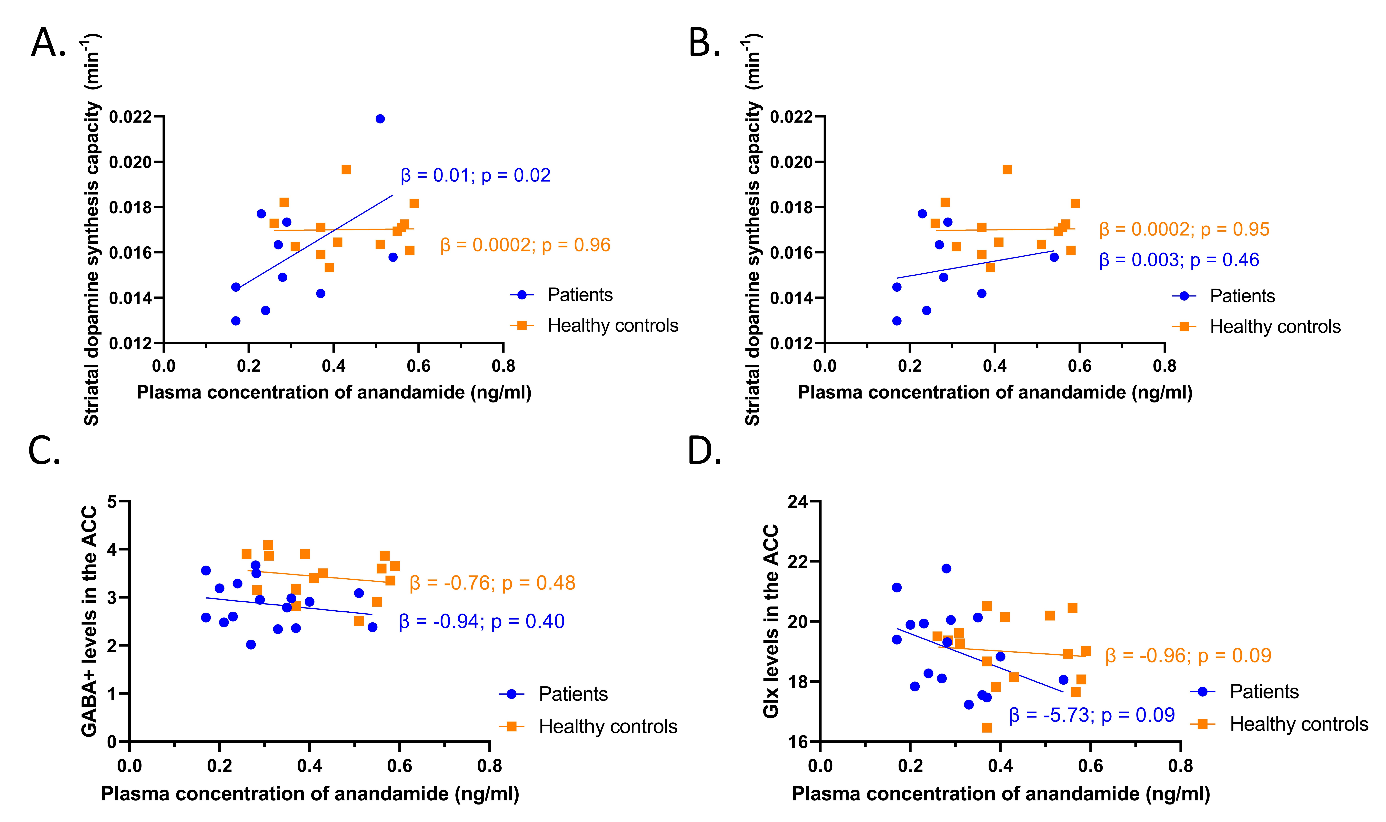 A.
Striatal dopamine synthesis capacity (min-1)
0.022
0.020
0.018
0.016
0.014
0.012
0.0
0.2
0.4
0.6
0.8
β = 0.01; p = 0.02
β = 0.0002; p = 0.96
Patients
Healthy controls
Plasma concentration of anandamide (ng/ml)
B.
Striatal dopamine synthesis capacity (min-1)
0.022
0.020
0.018
0.016
0.014
0.012
0.0
0.2
0.4
0.6
0.8
β = 0.0002; p = 0.95
β = 0.003; p = 0.46
Patients
Healthy controls
Plasma concentration of anandamide (ng/ml)
C.
GABA+ levels in the ACC
5
4
3
2
1
0
0.0
0.2
0.4
0.6
0.8
β = -0.76; p = 0.48
β = -0.94; p = 0.40
Patients
Healthy controls
Plasma concentration of anandamide (ng/ml)
D.
Glx levels in the ACC
24
22
20
18
16
0.0
0.2
0.4
0.6
0.8
β = -0.96; p = 0.09
β = -5.73; p = 0.09
Patients
Healthy controls
Plasma concentration of anandamide (ng/ml)